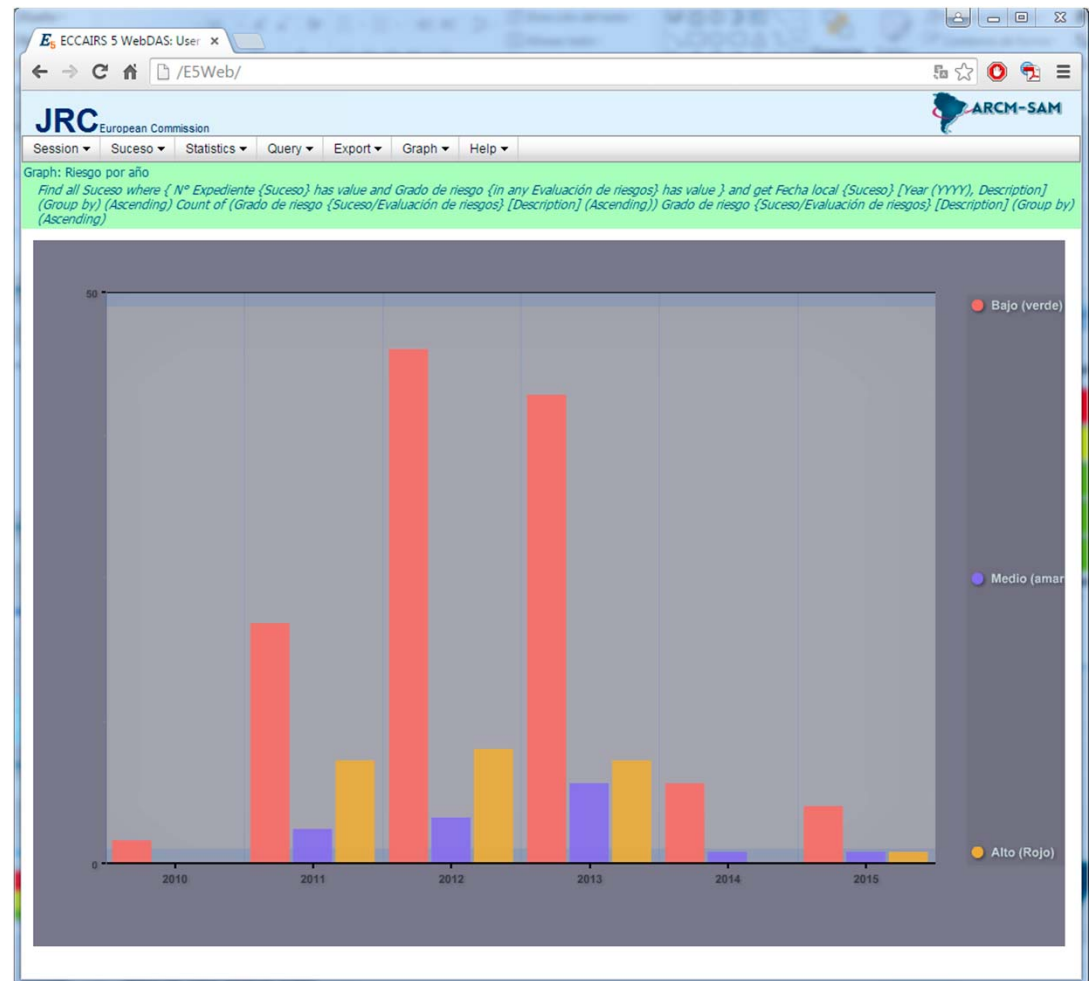 E5 ECCAIRS 5 WebDAS: User
/E5Web/
JRC European Commission
ARCM-SAM
Session Suceso Statistics Query Export Graph Help
Graph: Riesgo por año
Find all Suceso where { Nº Expediente {Suceso} has value and Grado de riesgo {in any Evaluación de riesgos} has value } and get Fecha local {Suceso} [Year (YYYY), Description]
(Group by) (Ascending) Count of (Grado de riesgo {Suceso/Evaluación de riesgos} [Description] (Ascending)) Grado de riesgo {Suceso/Evaluación de riesgos} [Description] (Group by)
(Ascending)
50
Bajo (verde)
Medio (amar
Alto (Rojo)
0
2010 2011 2012 2013 2014 2015